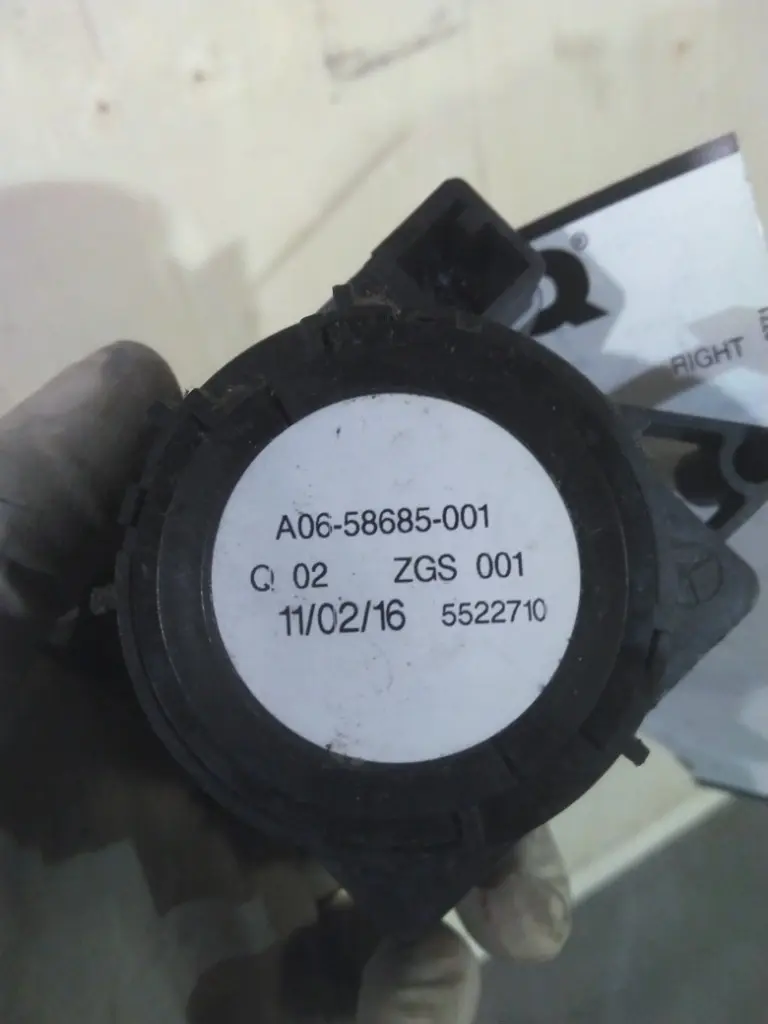 ®
RIGHT
A06-58685-001
Q 02 ZGS 001
11/02/16 5522710